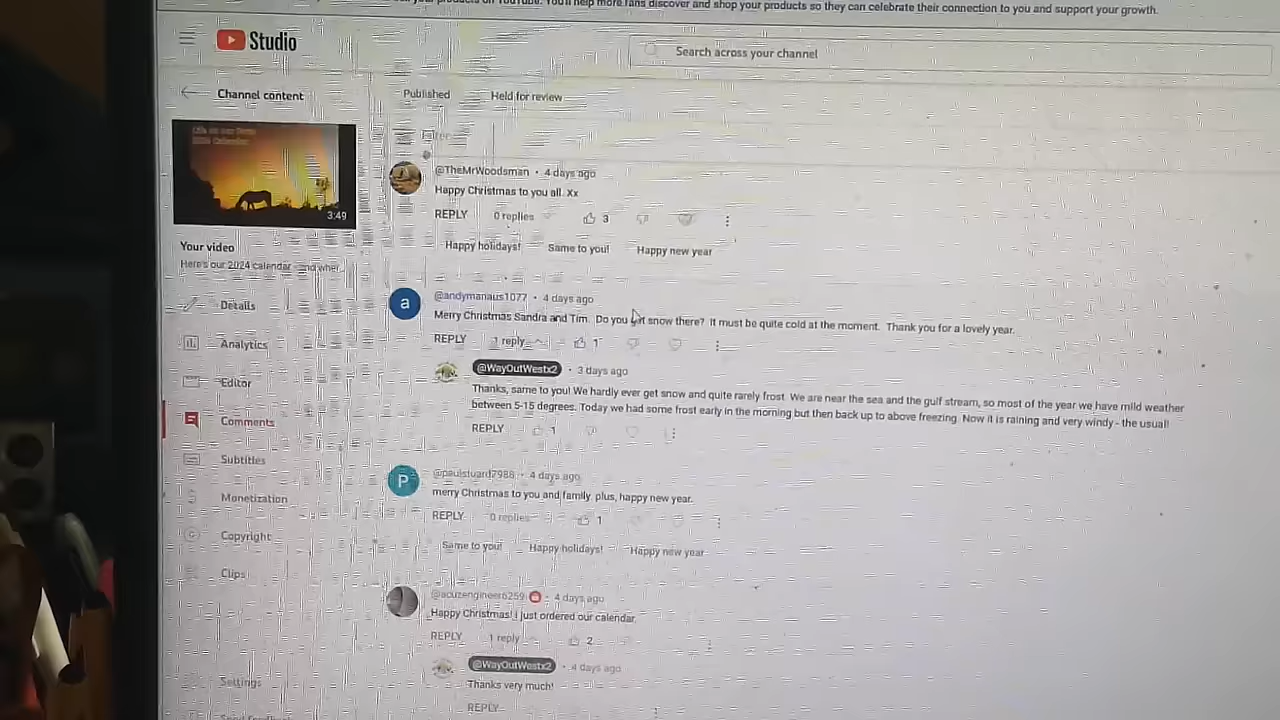 your products on YouTube. You'll help more fans discover and shop your products so they can celebrate their connection to you and support your growth.
Studio
Search across your channel
Channel content
Published Held for review
3:49
@TheMrWoodsman • 4 days ago
Happy Christmas to you all. Xx
REPLY 0 replies 3
Happy holidays! Same to you! Happy new year
Your video
Here's our 2024 calendar - and wher...
@andymanaus1077 • 4 days ago
Merry Christmas Sandra and Tim. Do you snow there? It must be quite cold at the moment. Thank you for a lovely year.
REPLY 1 reply 1
@WayOutWestx2 • 3 days ago
Thanks, same to you! We hardly ever get snow and quite rarely frost. We are near the sea and the gulf stream, so most of the year we have mild weather
between 5-15 degrees. Today we had some frost early in the morning but then back up to above freezing. Now it is raining and very windy - the usual!
REPLY 1
Details
Analytics
Editor
Comments
Subtitles
Monetization
Copyright
Clips
Settings
a
P
@paulstuard7988 • 4 days ago
merry Christmas to you and family plus, happy new year.
REPLY 0 replies 1
Same to you! Happy holidays! Happy new year
4 days ago
Happy Christmas! I just ordered our calendar.
REPLY 1 reply 2
@WayOutWestx2 • 4 days ago
Thanks very much!
REPLY